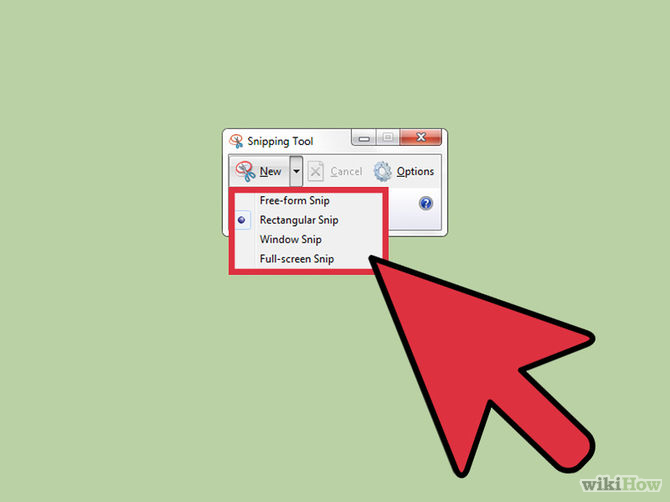 Snipping Tool
New Cancel Options
Free-form Snip
Rectangular Snip
Window Snip
Full-screen Snip
?
wikiHow